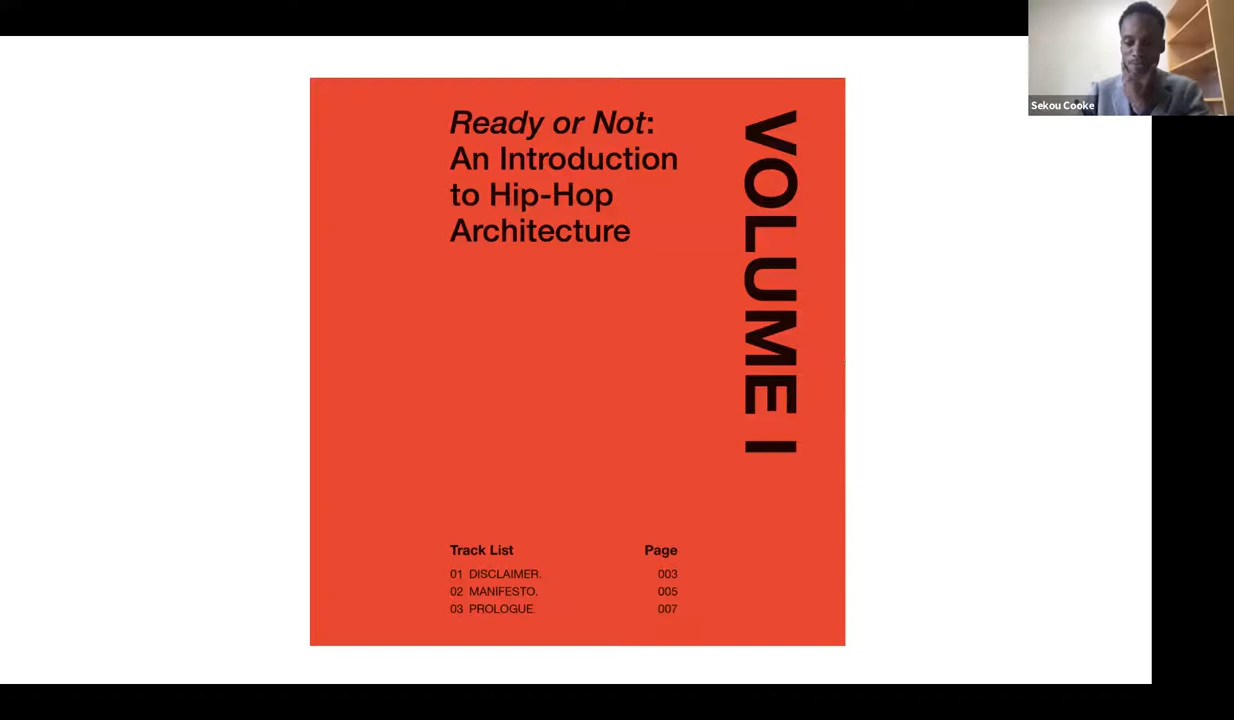 Ready or Not:
An Introduction
to Hip-Hop
Architecture
VOLUME I
Track List Page
01 DISCLAIMER. 003
02 MANIFESTO. 005
03 PROLOGUE. 007
Sekou Cooke